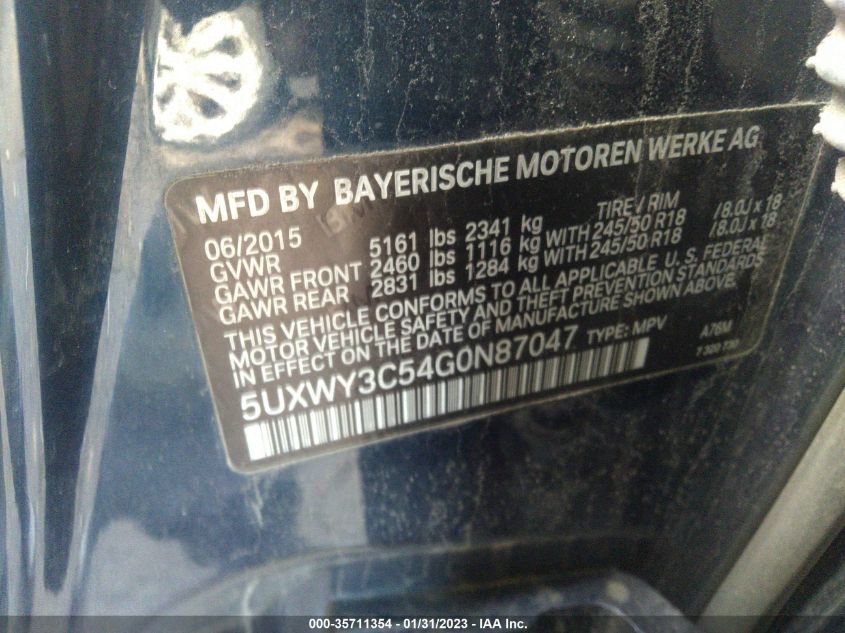 MFD BY BAYERISCHE MOTOREN WERKE AG
06/2015 TIRE / RIM
GVWR 5161 lbs 2341 kg
GAWR FRONT 2460 lbs 1116 kg WITH 245/50 R18 / 8.0J x 18
GAWR REAR 2831 lbs 1284 kg WITH 245/50 R18 / 8.0J x 18
THIS VEHICLE CONFORMS TO ALL APPLICABLE U. S. FEDERAL
MOTOR VEHICLE SAFETY AND THEFT PREVENTION STANDARDS
IN EFFECT ON THE DATE OF MANUFACTURE SHOWN ABOVE.
5UXWY3C54G0N87047 TYPE: MPV A76M
7 320 730
000-35711354 / 01/31/2023 - IAA Inc.